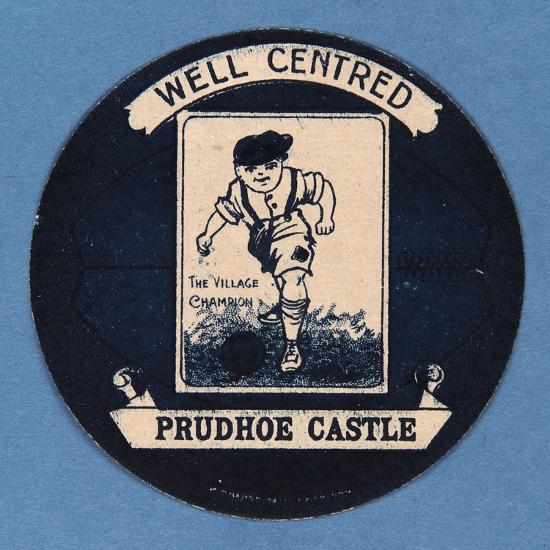 WELL CENTRED
THE VILLAGE
CHAMPION
PRUDHOE CASTLE